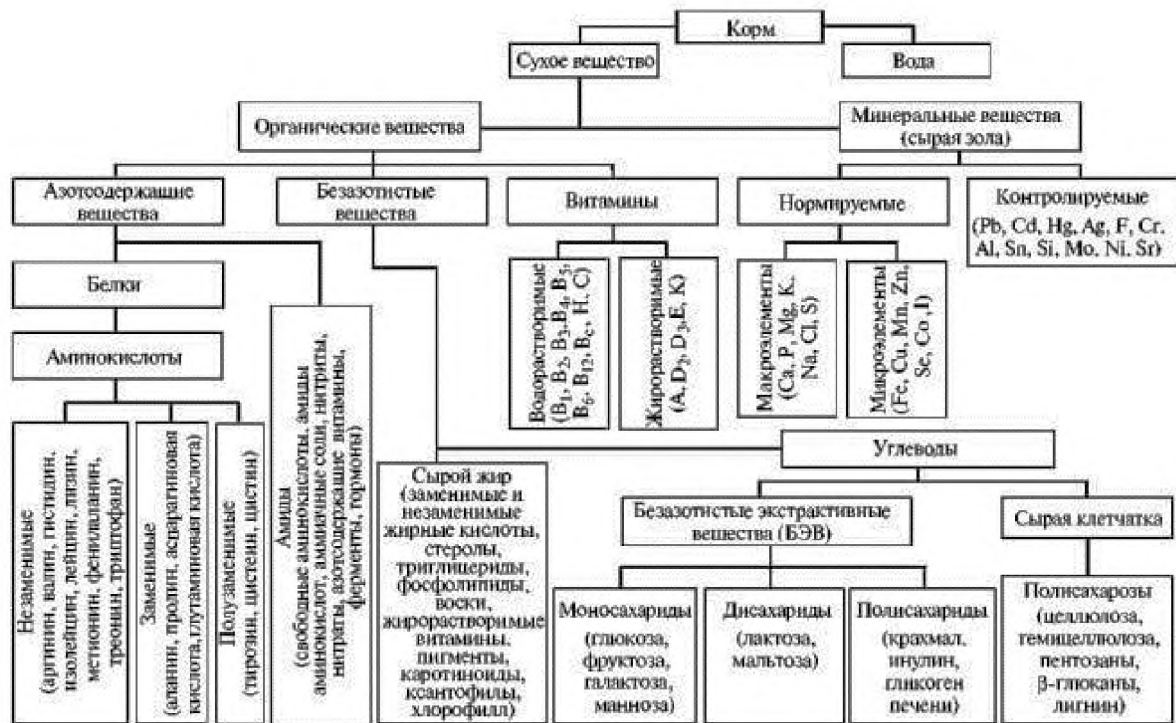 Корм
Сухое вещество
Вода
Органические вещества
Минеральные вещества
(сырая зола)
Азотсодержащие
вещества
Безазотистые
вещества
Витамины
Нормируемые
Контролируемые
(Pb, Cd, Hg, Ag, F, Cr,
Al, Sn, Si, Mo, Ni, Sr)
Белки
Аминокислоты
Водорастворимые
(B1, B2, B3, B4, B5,
B6, B12, Bc, H, C)
Жирорастворимые
(A, D2, D3, E, K)
Макроэлементы
(Ca, P, Mg, K,
Na, Cl, S)
Микроэлементы
(Fe, Cu, Mn, Zn,
Se, Co, I)
Незаменимые
(аргинин, валин, гистидин,
изолейцин, лейцин, лизин,
метионин, фенилаланин,
треонин, триптофан)
Заменимые
(аланин, пролин, аспарагиновая
кислота, глутаминовая кислота)
Полузаменимые
(тирозин, цистеин, цистин)
Амиды
(свободные аминокислоты, амиды
аминокислот, аммиачные соли, нитриты,
нитраты, азотсодержащие витамины,
ферменты, гормоны)
Сырой жир
(заменимые и
незаменимые
жирные кислоты,
стеролы,
триглицериды,
фосфолипиды,
воски,
жирорастворимые
витамины,
пигменты,
каротиноиды,
ксантофилы,
хлорофилл)
Углеводы
Безазотистые экстрактивные
вещества (БЭВ)
Сырая клетчатка
Моносахариды
(глюкоза,
фруктоза,
галактоза,
манноза)
Дисахариды
(лактоза,
мальтоза)
Полисахариды
(крахмал,
инулин,
гликоген
печени)
Полисахарозы
(целлюлоза,
гемицеллюлоза,
пентозаны,
β-глюканы,
лигнин)